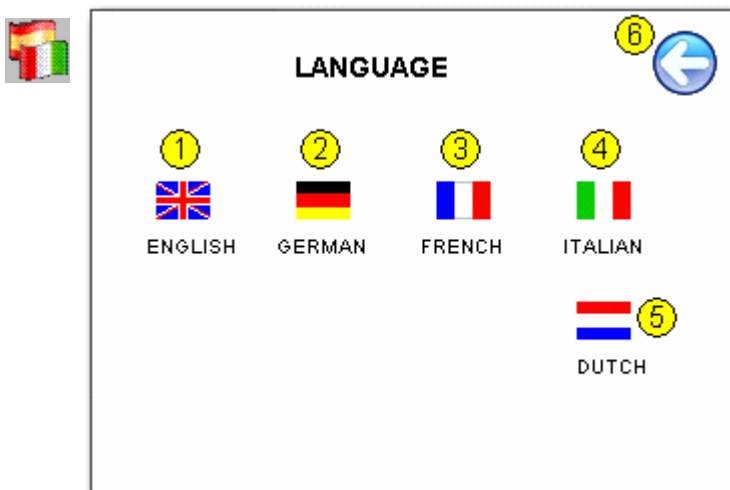 6
LANGUAGE
1 2 3 4
ENGLISH GERMAN FRENCH ITALIAN
5
DUTCH